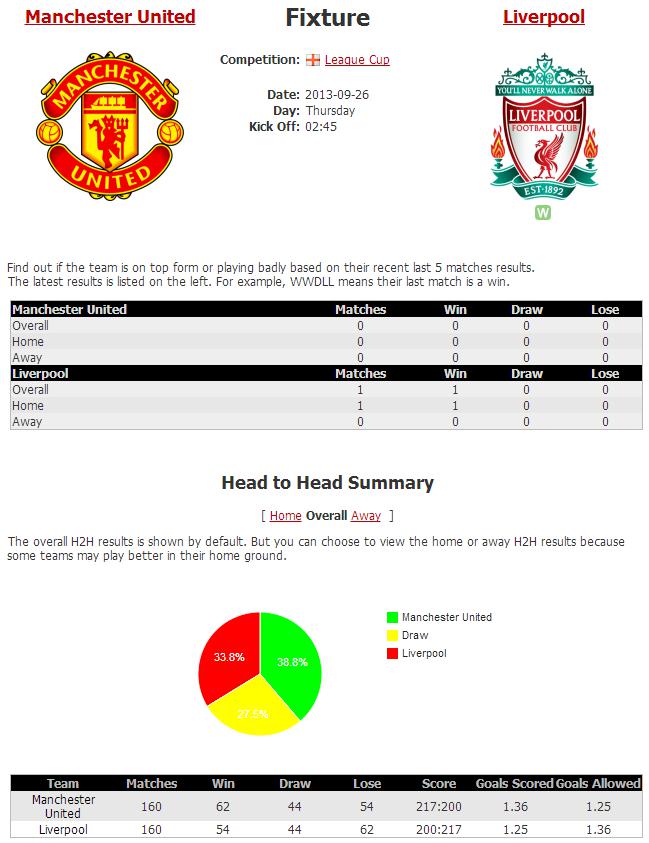 Manchester United
Fixture
Liverpool
Competition: League Cup
Date: 2013-09-26
Day: Thursday
Kick Off: 02:45
MANCHESTER
UNITED
YOU'LL NEVER WALK ALONE
LIVERPOOL
FOOTBALL CLUB
EST·1892
W
Find out if the team is on top form or playing badly based on their recent last 5 matches results.
The latest results is listed on the left. For example, WWDLL means their last match is a win.
Manchester United Matches Win Draw Lose
Overall 0 0 0 0
Home 0 0 0 0
Away 0 0 0 0
Liverpool Matches Win Draw Lose
Overall 1 1 0 0
Home 1 1 0 0
Away 0 0 0 0
Head to Head Summary
[ Home Overall Away ]
The overall H2H results is shown by default. But you can choose to view the home or away H2H results because
some teams may play better in their home ground.
Manchester United
Draw
Liverpool
33.8%
38.8%
27.5%
Team Matches Win Draw Lose Score Goals Scored Goals Allowed
Manchester
United 160 62 44 54 217:200 1.36 1.25
Liverpool 160 54 44 62 200:217 1.25 1.36